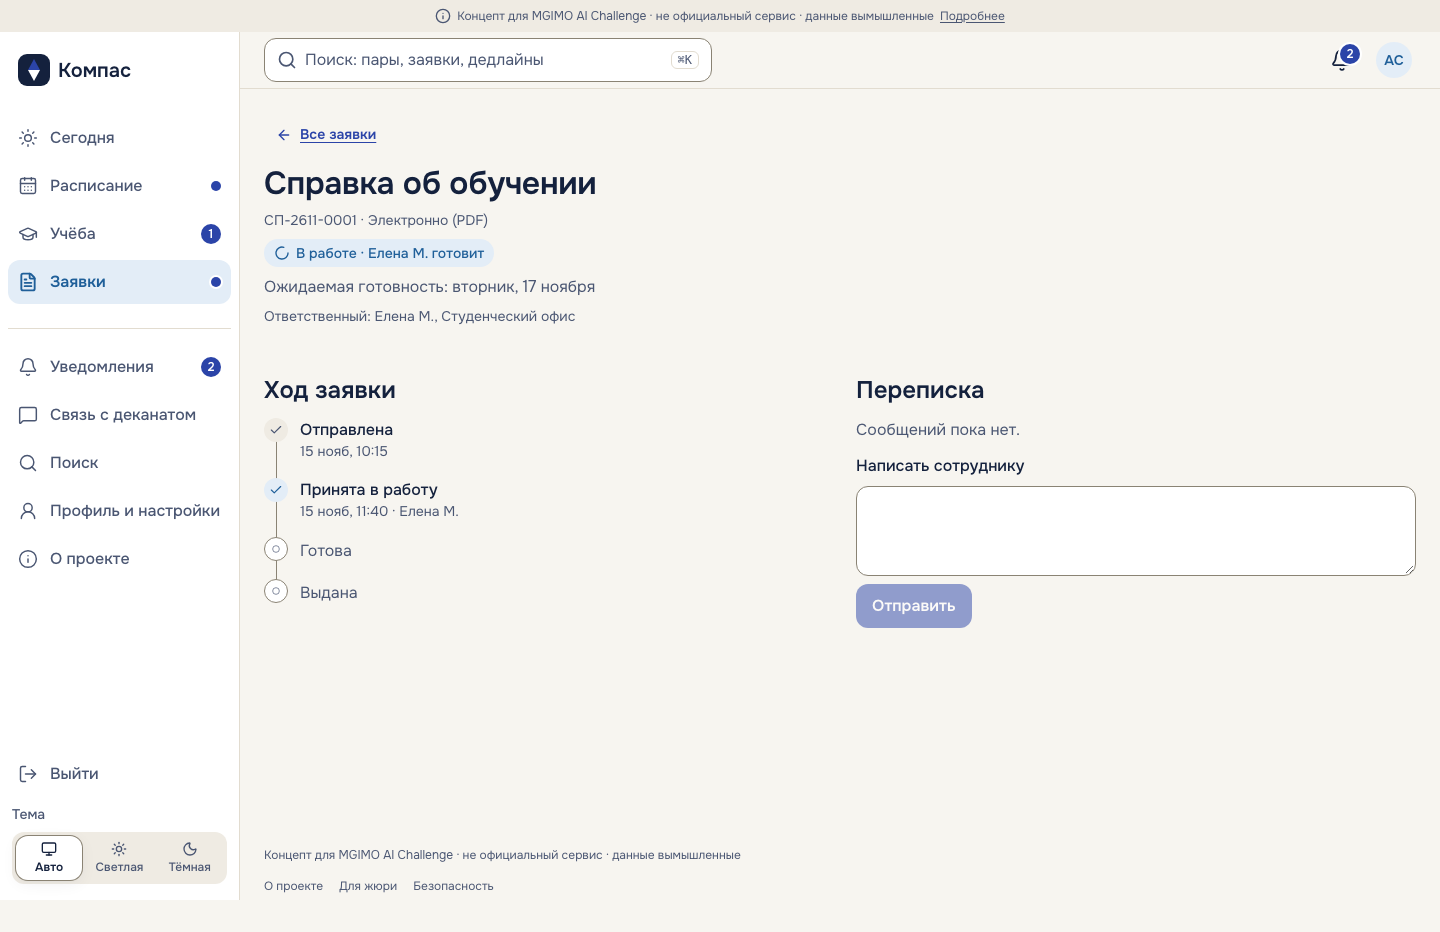 Концепт для MGIMO AI Challenge · не официальный сервис · данные вымышленные Подробнее
Компас
Поиск: пары, заявки, дедлайны
⌘K
2
АС
Сегодня
Расписание
Учёба
1
Заявки
Уведомления
2
Связь с деканатом
Поиск
Профиль и настройки
О проекте
Выйти
Тема
Авто
Светлая
Тёмная
Все заявки
Справка об обучении
СП-2611-0001 · Электронно (PDF)
В работе · Елена М. готовит
Ожидаемая готовность: вторник, 17 ноября
Ответственный: Елена М., Студенческий офис
Ход заявки
Отправлена
15 нояб, 10:15
Принята в работу
15 нояб, 11:40 · Елена М.
Готова
Выдана
Переписка
Сообщений пока нет.
Написать сотруднику
Отправить
Концепт для MGIMO AI Challenge · не официальный сервис · данные вымышленные
О проекте
Для жюри
Безопасность